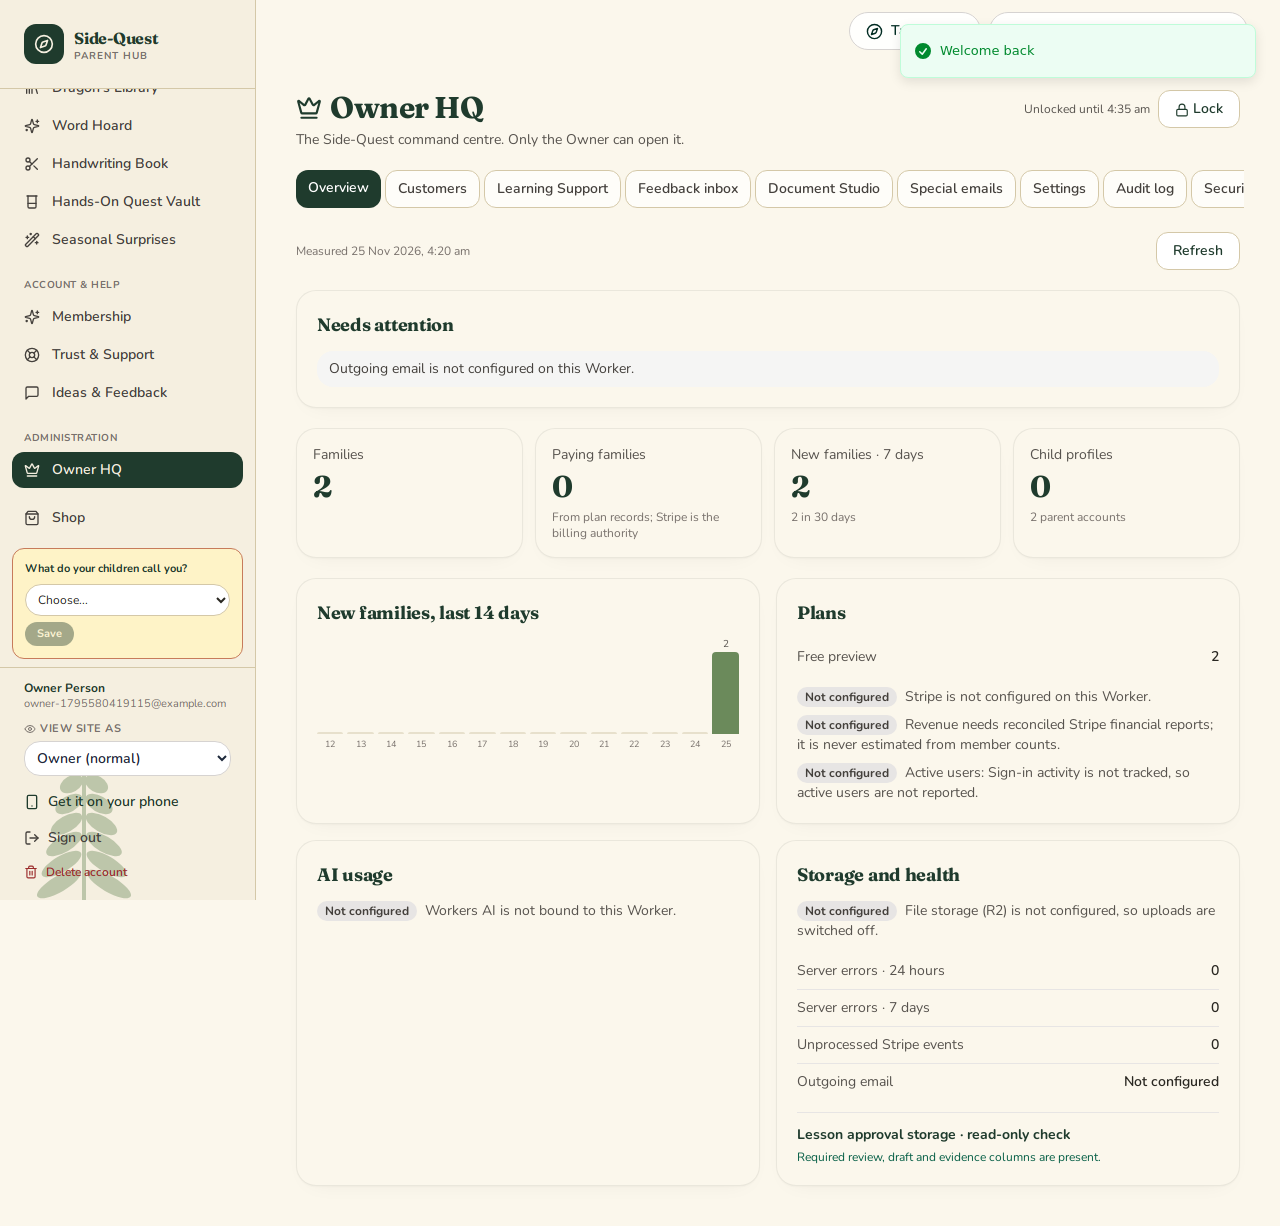 Side-Quest
PARENT HUB
Dragon's Library
Word Hoard
Handwriting Book
Hands-On Quest Vault
Seasonal Surprises
ACCOUNT & HELP
Membership
Trust & Support
Ideas & Feedback
ADMINISTRATION
Owner HQ
Shop
What do your children call you?
Choose...
Save
Owner Person
owner-1795580419115@example.com
VIEW SITE AS
Owner (normal)
Get it on your phone
Sign out
Delete account
Welcome back
Owner HQ
Unlocked until 4:35 am
Lock
The Side-Quest command centre. Only the Owner can open it.
Overview
Customers
Learning Support
Feedback inbox
Document Studio
Special emails
Settings
Audit log
Measured 25 Nov 2026, 4:20 am
Refresh
Needs attention
Outgoing email is not configured on this Worker.
Families
2
Paying families
0
From plan records; Stripe is the
billing authority
New families · 7 days
2
2 in 30 days
Child profiles
0
2 parent accounts
New families, last 14 days
2
12 13 14 15 16 17 18 19 20 21 22 23 24 25
Plans
Free preview 2
Not configured Stripe is not configured on this Worker.
Not configured Revenue needs reconciled Stripe financial reports;
it is never estimated from member counts.
Not configured Active users: Sign-in activity is not tracked, so
active users are not reported.
AI usage
Not configured Workers AI is not bound to this Worker.
Storage and health
Not configured File storage (R2) is not configured, so uploads are
switched off.
Server errors · 24 hours 0
Server errors · 7 days 0
Unprocessed Stripe events 0
Outgoing email Not configured
Lesson approval storage · read-only check
Required review, draft and evidence columns are present.